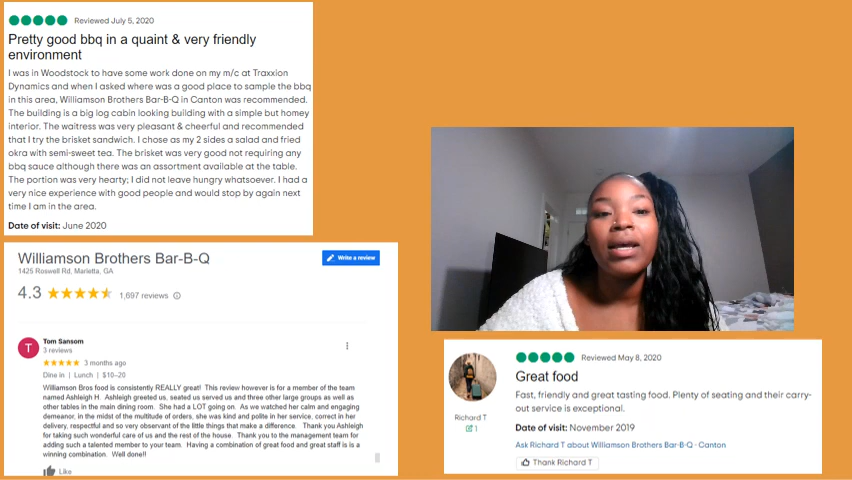 Reviewed July 5, 2020
Pretty good bbq in a quaint & very friendly
environment
I was in Woodstock to have some work done on my m/c at Traxxion
Dynamics and when I asked where was a good place to sample the bbq
in this area, Williamson Brothers Bar-B-Q in Canton was recommended.
The building is a big log cabin looking building with a simple but homey
interior. The waitress was very pleasant & cheerful and recommended
that I try the brisket sandwich. I chose as my 2 sides a salad and fried
okra with semi-sweet tea. The brisket was very good not requiring any
bbq sauce although there was an assortment available at the table.
The portion was very hearty; I did not leave hungry whatsoever. I had a
very nice experience with good people and would stop by again next
time I am in the area.
Date of visit: June 2020
Williamson Brothers Bar-B-Q
Write a review
1425 Roswell Rd, Marietta, GA
4.3 1,697 reviews
T
Tom Sansom
3 reviews
3 months ago
Dine in | Lunch | $10–20
Williamson Bros food is consistently REALLY great! This review however is for a member of the team
named Ashleigh H. Ashleigh greeted us, seated us served us and three other large groups as well as
other tables in the main dining room. She had a LOT going on. As we watched her calm and engaging
demeanor, in the midst of the multitude of orders, she was kind and polite in her service, correct in her
delivery, respectful and so very observant of the little things that make a difference. Thank you Ashleigh
for taking such wonderful care of us and the rest of the house. Thank you to the management team for
adding such a talented member to your team. Having a combination of great food and great staff is is a
winning combination. Well done!!
Like
Reviewed May 8, 2020
Great food
Fast, friendly and great tasting food. Plenty of seating and their carry-
out service is exceptional.
Richard T
1
Date of visit: November 2019
Ask Richard T about Williamson Brothers Bar-B-Q - Canton
Thank Richard T